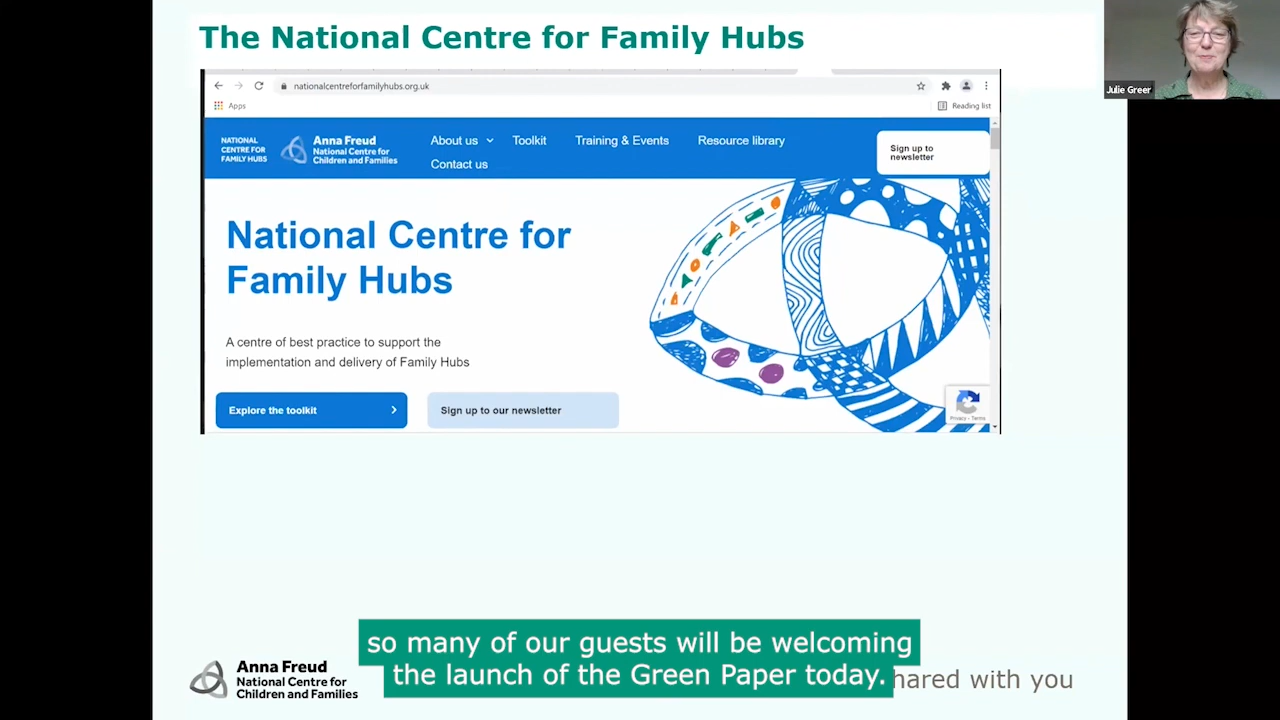 The National Centre for Family Hubs
Julie Greer
nationalcentreforfamilyhubs.org.uk
Apps
Reading list
NATIONAL
CENTRE FOR
FAMILY HUBS
Anna Freud
National Centre for
Children and Families
About us
Toolkit
Training & Events
Resource library
Contact us
Sign up to
newsletter
National Centre for
Family Hubs
A centre of best practice to support the
implementation and delivery of Family Hubs
Explore the toolkit
Sign up to our newsletter
Privacy - Terms
so many of our guests will be welcoming
the launch of the Green Paper today.
Anna Freud
National Centre for
Children and Families
with you